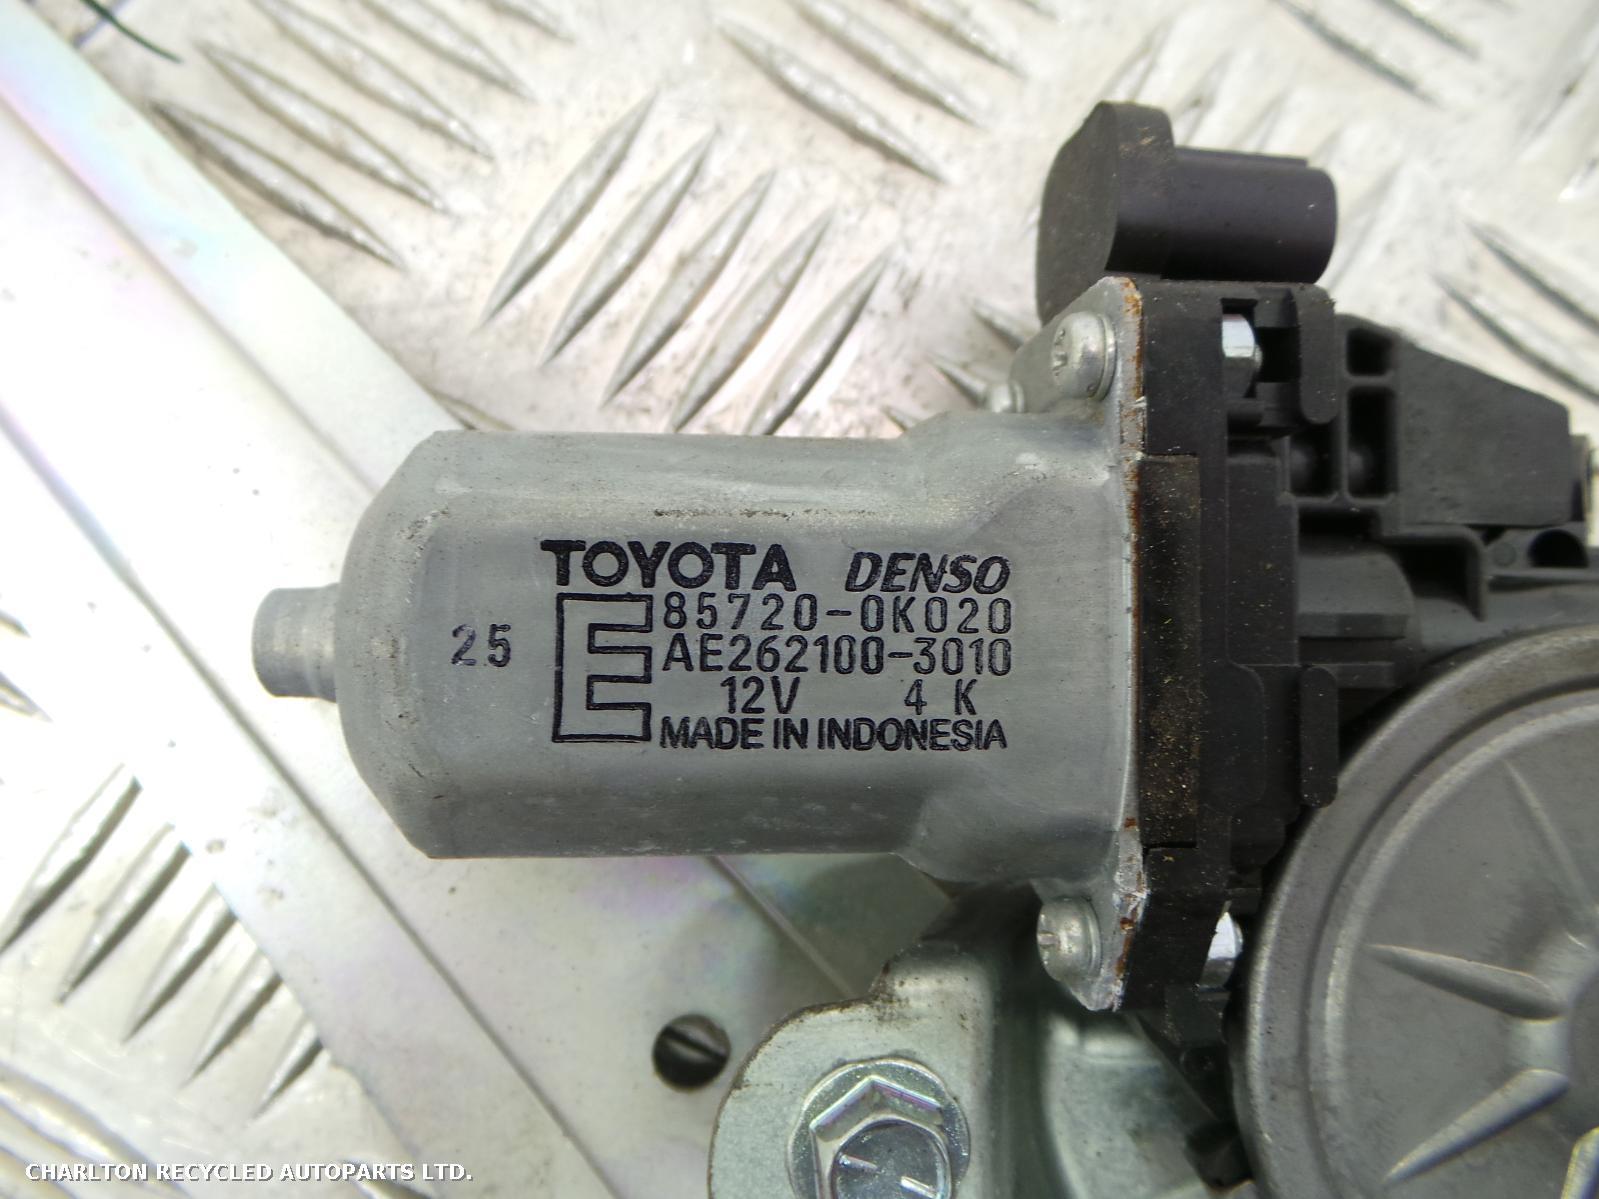 TOYOTA DENSO
25 E 85720-0K020
AE262100-3010
12V 4 K
MADE IN INDONESIA
CHARLTON RECYCLED AUTOPARTS LTD.